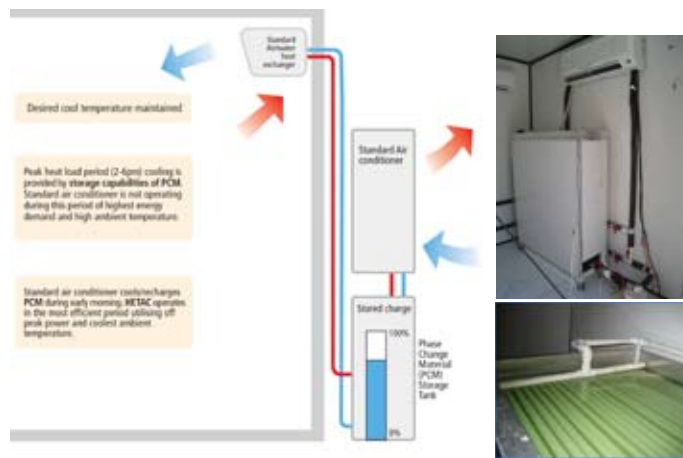 Standard
Air/water
heat
exchanger
Desired cool temperature maintained
Peak heat load period (2-6pm) cooling is
provided by storage capabilities of PCM.
Standard air conditioner is not operating
during this period of highest energy
demand and high ambient temperature.
Standard air conditioner cools/recharges
PCM during early morning. HETAC operates
in the most efficient period utilising off
peak power and coolest ambient
temperature.
Standard Air
conditioner
Stored charge
100%
0%
Phase
Change
Material
(PCM)
Storage
Tank